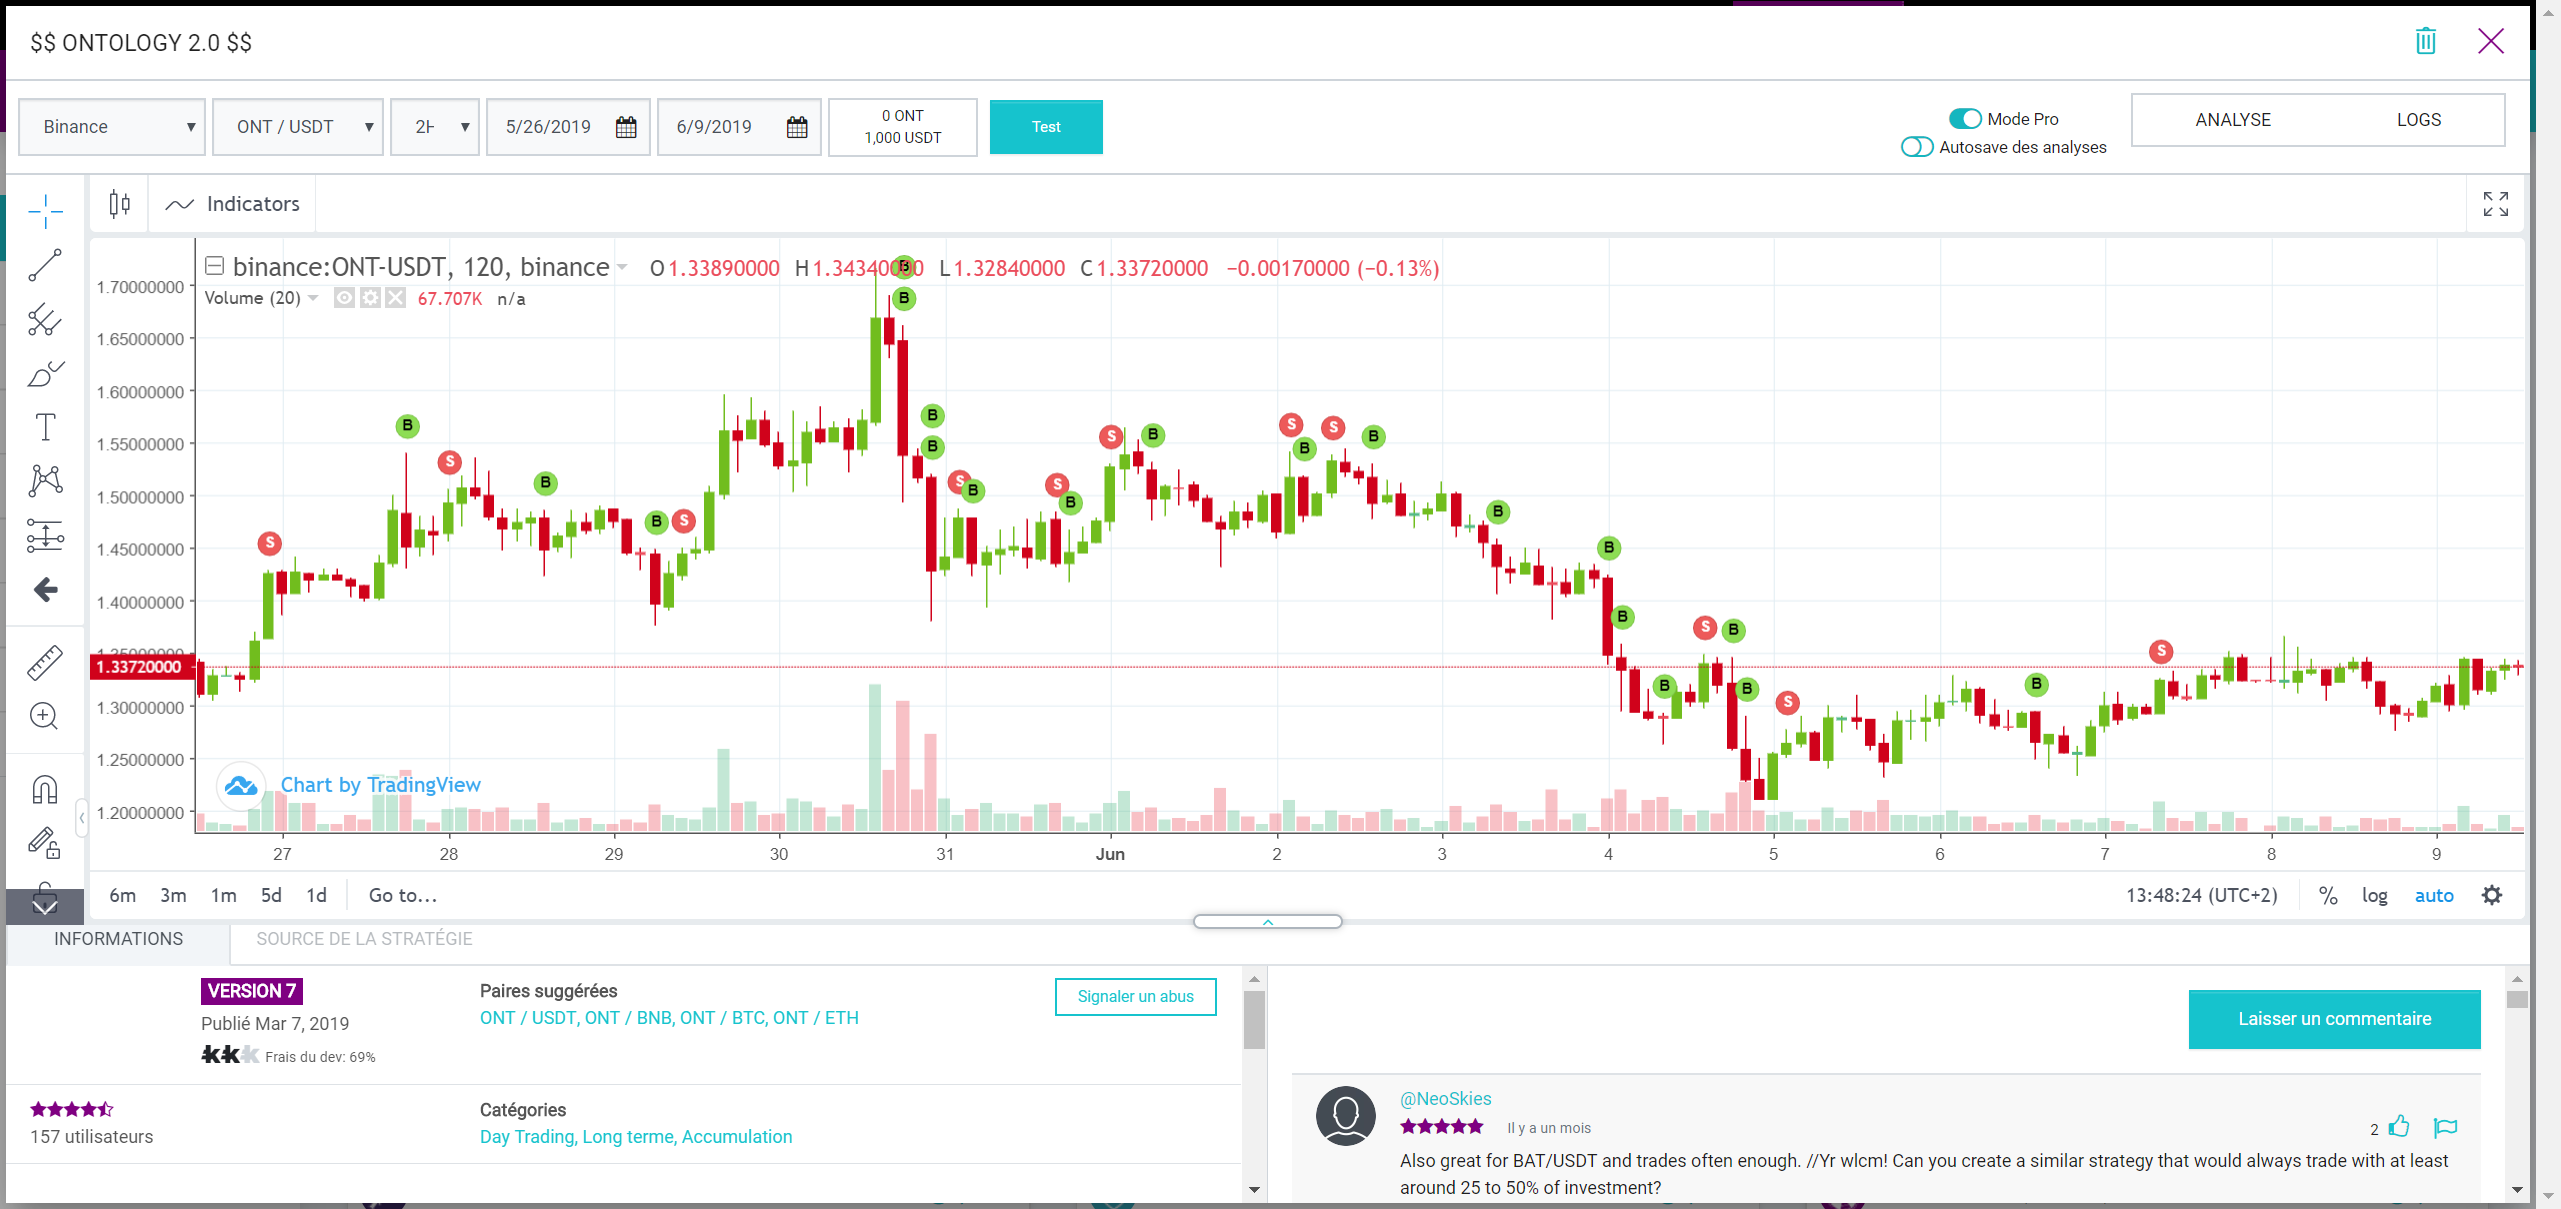 $$ ONTOLOGY 2.0 $$
Binance
ONT / USDT
5/26/2019
6/9/2019
0 ONT
1,000 USDT
Test
Mode Pro
Autosave des analyses
ANALYSE
LOGS
Indicators
binance:ONT-USDT, 120, binance
O1.33890000 H1.34340000 L1.32840000 C1.33720000 −0.00170000 (−0.13%)
Volume (20)
67.707K n/a
1.70000000
1.65000000
1.60000000
1.55000000
1.50000000
1.45000000
1.40000000
1.33720000
1.30000000
1.25000000
1.20000000
B
B
B
S
B
S
B
B
S
B
B
S
B
S
B
S
B
S
B
S
B
B
B
B
B
S
B
B
S
B
S
Chart by TradingView
27 28 29 30 31 Jun 2 3 4 5 6 7 8 9
6m 3m 1m 5d 1d Go to...
13:48:24 (UTC+2) % log auto
INFORMATIONS
SOURCE DE LA STRATÉGIE
VERSION 7
Publié Mar 7, 2019
Frais du dev: 69%
Paires suggérées
ONT / USDT, ONT / BNB, ONT / BTC, ONT / ETH
Signaler un abus
157 utilisateurs
Catégories
Day Trading, Long terme, Accumulation
Laisser un commentaire
@NeoSkies
Il y a un mois
2
Also great for BAT/USDT and trades often enough. //Yr wlcm! Can you create a similar strategy that would always trade with at least
around 25 to 50% of investment?